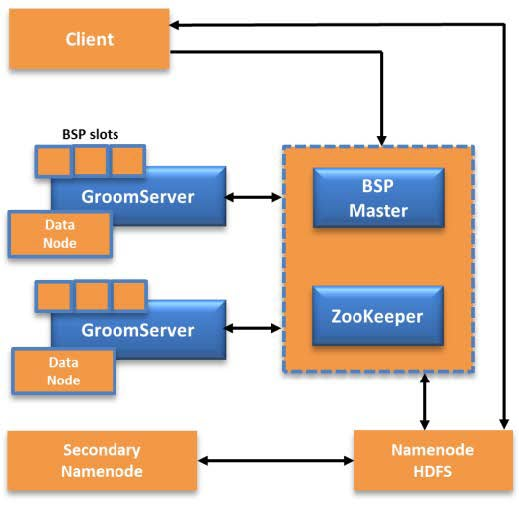 Client
BSP slots
GroomServer
Data
Node
BSP
Master
GroomServer
Data
Node
ZooKeeper
Secondary
Namenode
Namenode
HDFS